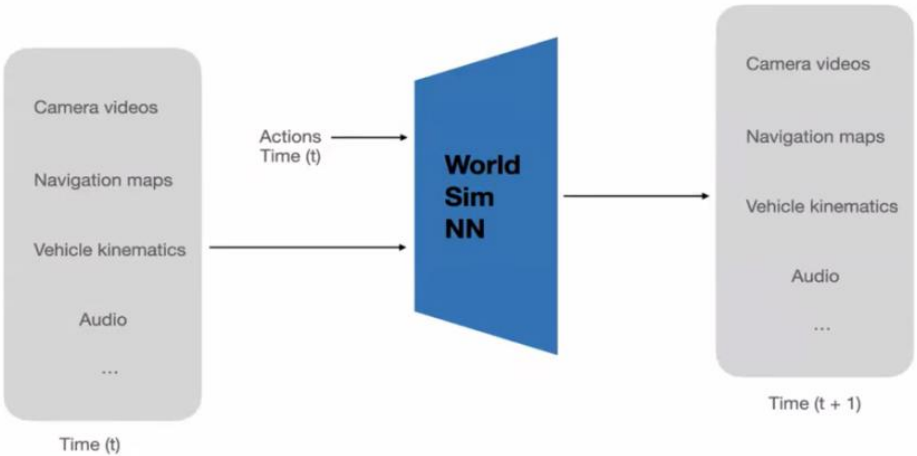 Camera videos
Navigation maps
Vehicle kinematics
Audio
...
Time (t)
Actions
Time (t)
World
Sim
NN
Camera videos
Navigation maps
Vehicle kinematics
Audio
...
Time (t + 1)